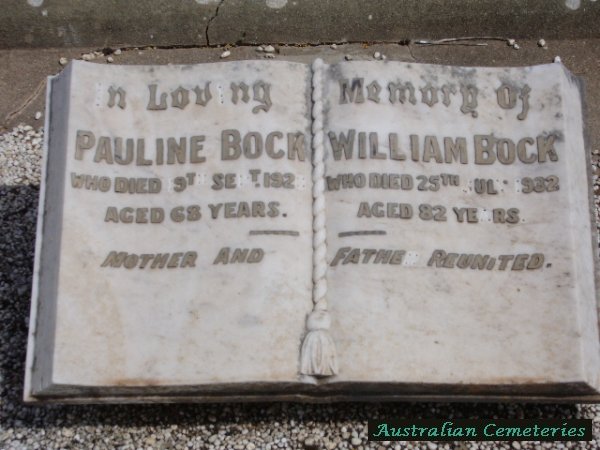 In Loving Memory Of
PAULINE BOCK
WHO DIED 9TH SEPT. 192
AGED 68 YEARS.
MOTHER AND
WILLIAM BOCK
WHO DIED 25TH JULY 1932
AGED 82 YEARS
FATHER REUNITED.
Australian Cemeteries